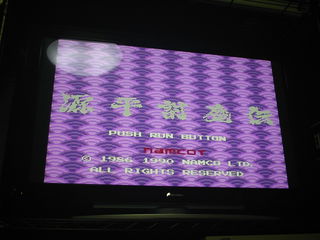 源平討魔伝
PUSH RUN BUTTON
namcot
© 1986 1990 NAMCO LTD.
ALL RIGHTS RESERVED